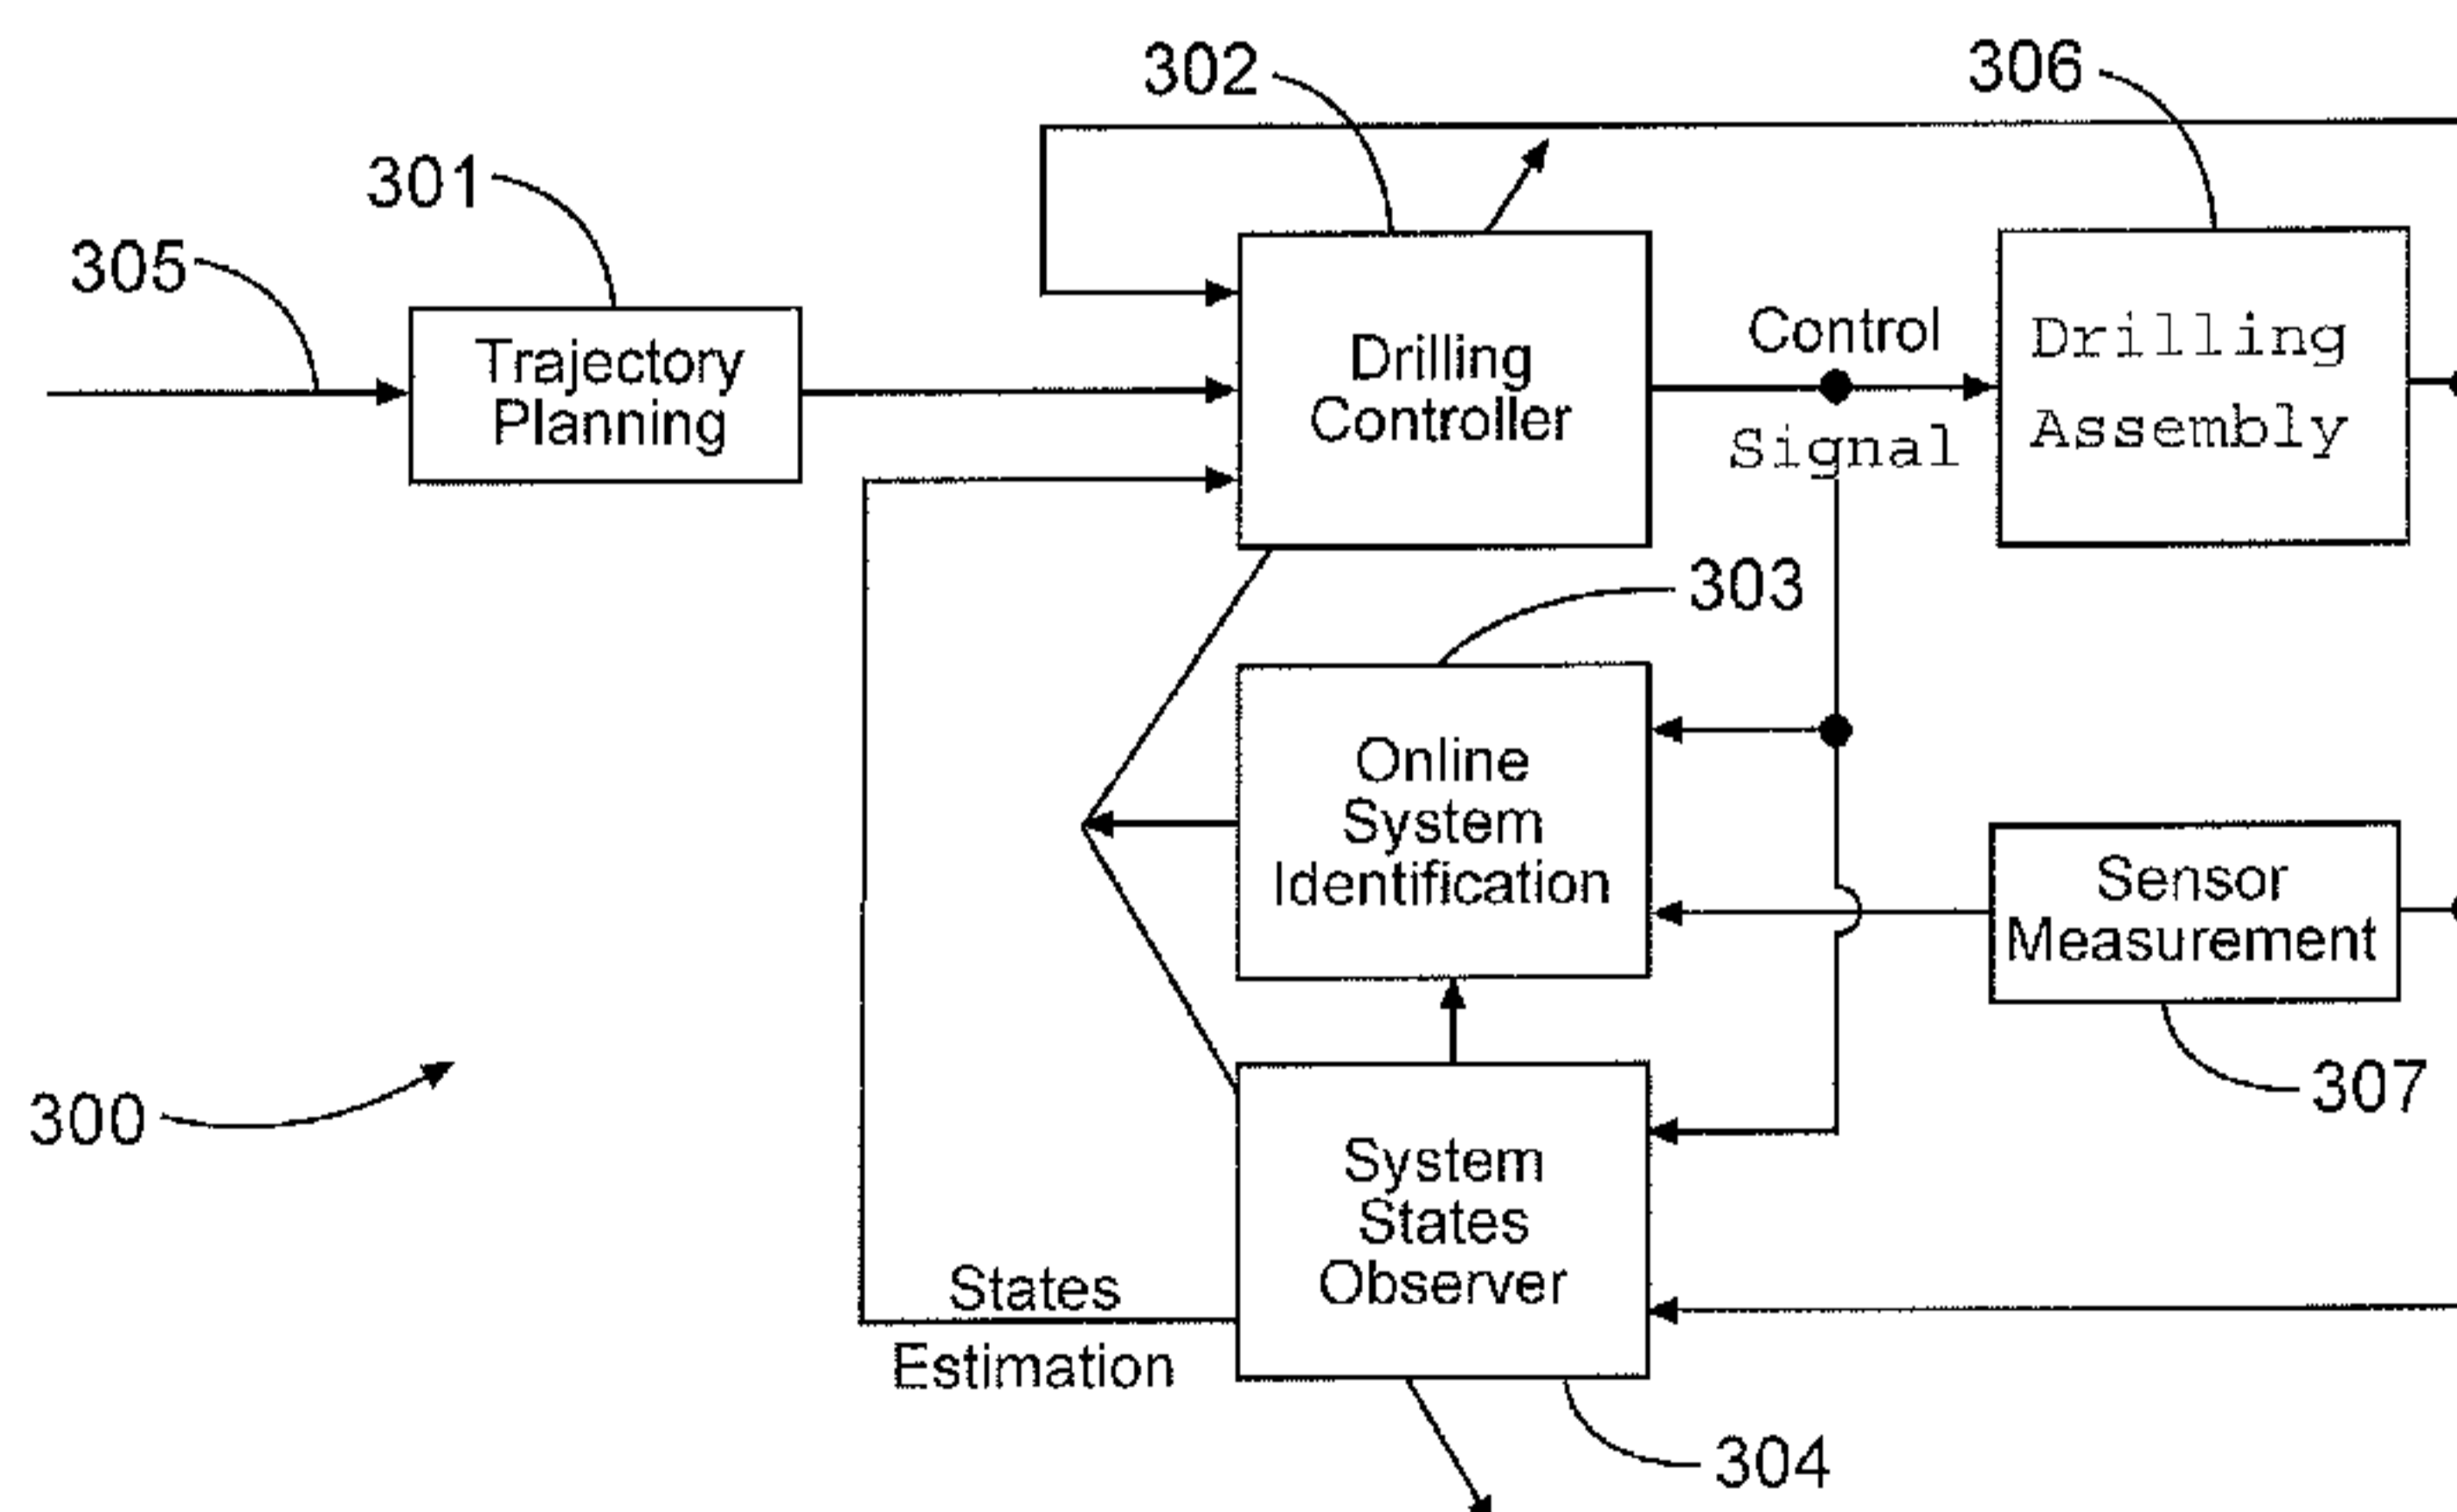 302
306
301
305
Trajectory
Planning
Drilling
Controller
Control
Signal
Drilling
Assembly
303
Online
System
Identification
Sensor
Measurement
307
300
System
States
Observer
States
Estimation
304